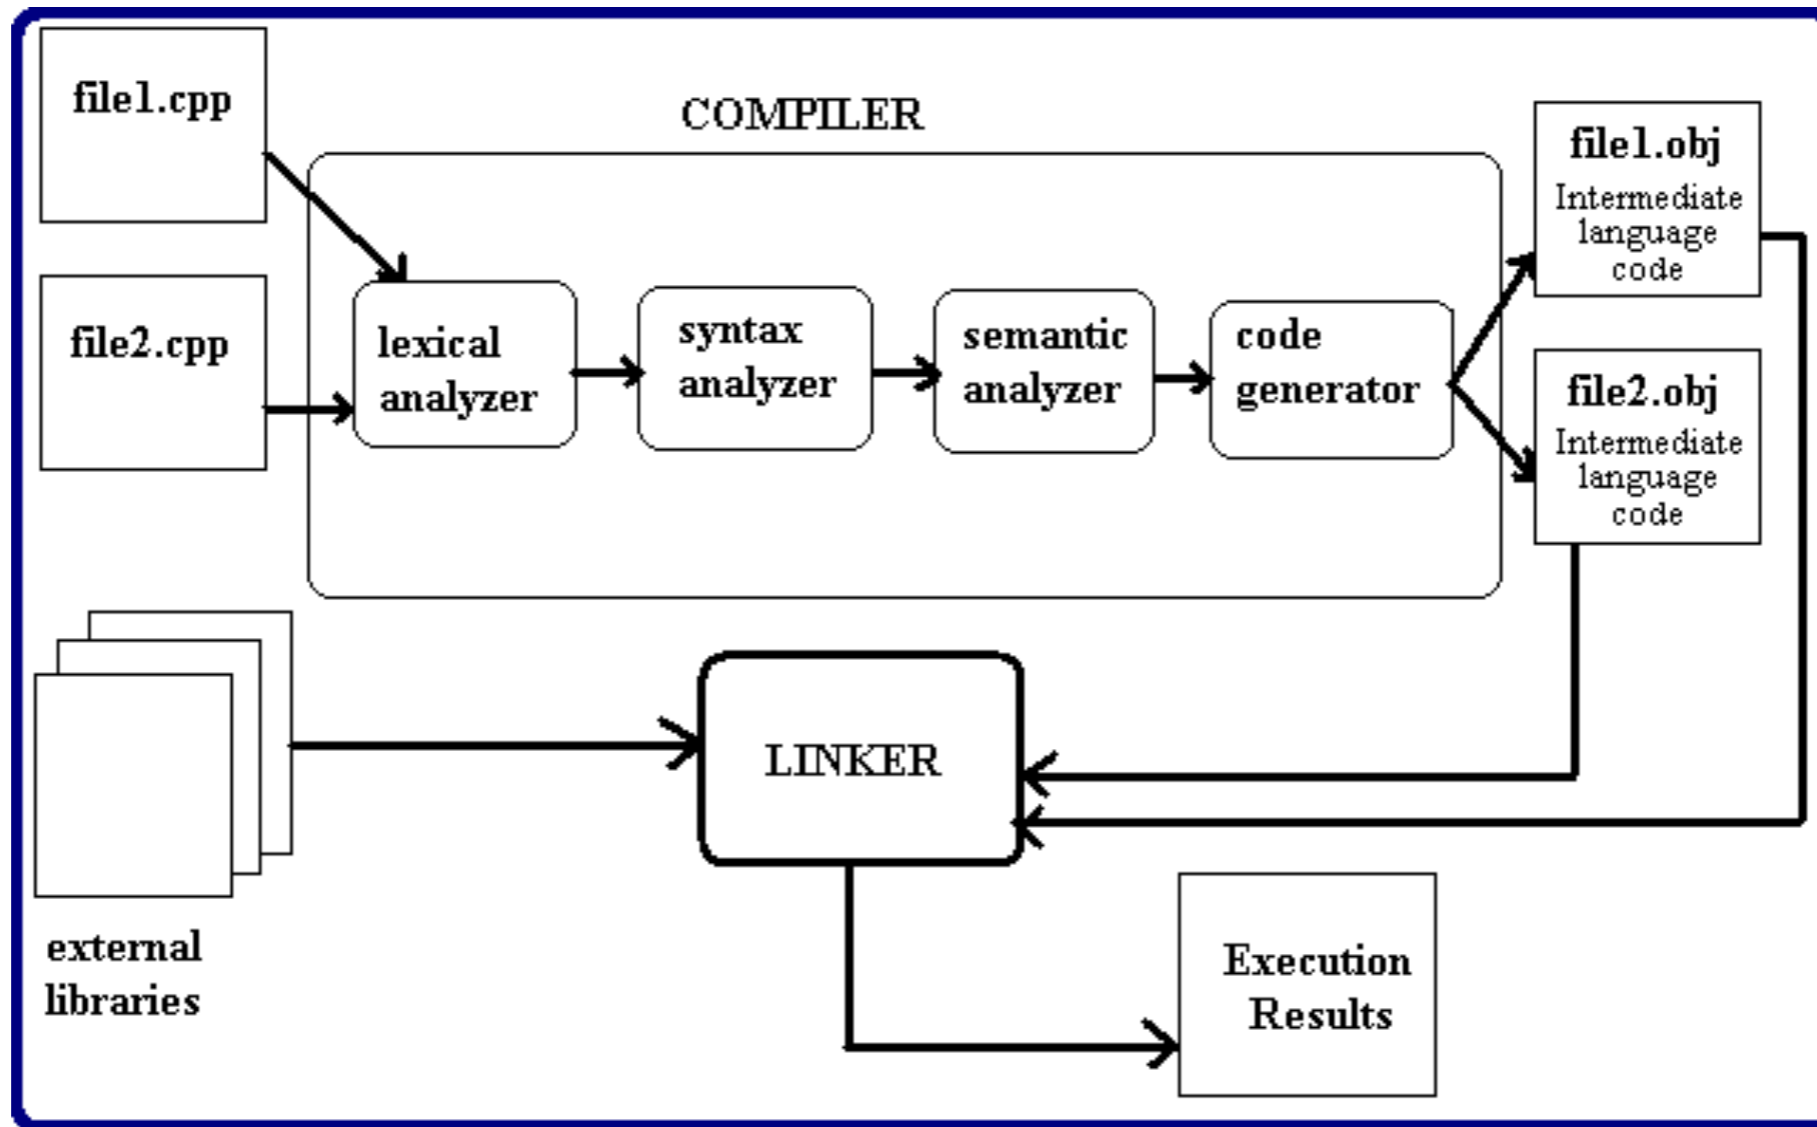 file1.cpp
COMPILER
file1.obj
Intermediate
language
code
file2.cpp
lexical
analyzer
syntax
analyzer
semantic
analyzer
code
generator
file2.obj
Intermediate
language
code
LINKER
external
libraries
Execution
Results